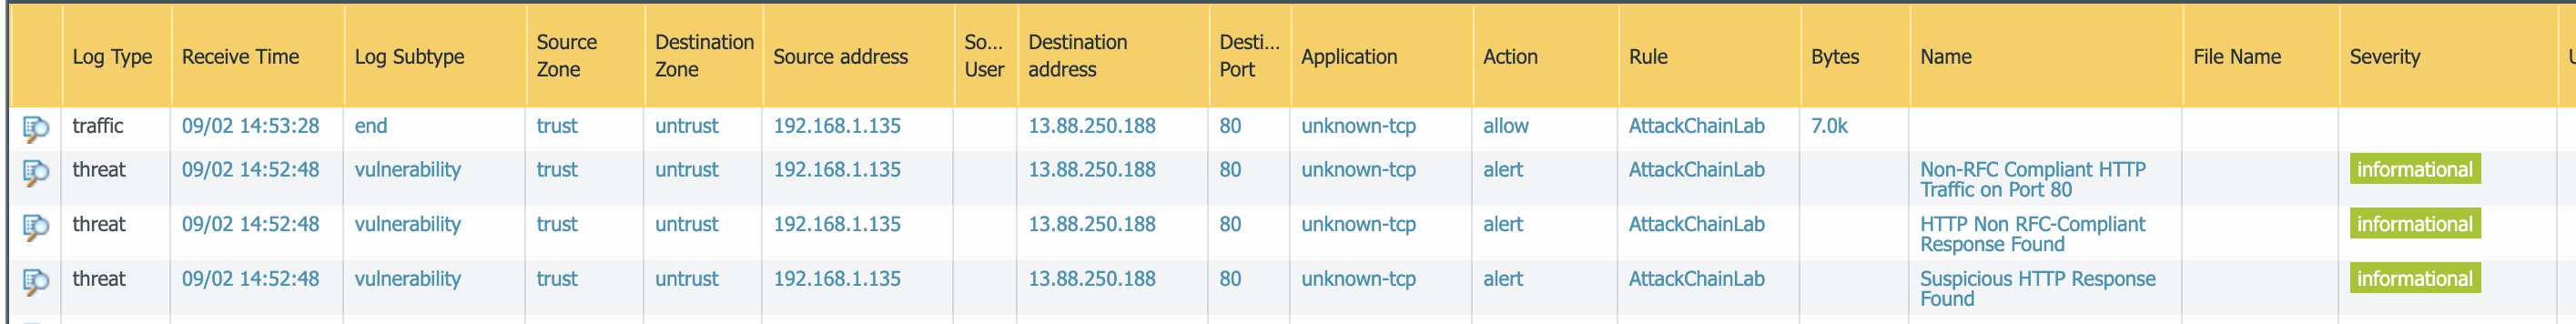 Log Type Receive Time Log Subtype Source Zone Destination Zone Source address So... User Destination address Desti... Port Application Action Rule Bytes Name File Name Severity
traffic 09/02 14:53:28 end trust untrust 192.168.1.135 13.88.250.188 80 unknown-tcp allow AttackChainLab 7.0k
threat 09/02 14:52:48 vulnerability trust untrust 192.168.1.135 13.88.250.188 80 unknown-tcp alert AttackChainLab Non-RFC Compliant HTTP Traffic on Port 80 informational
threat 09/02 14:52:48 vulnerability trust untrust 192.168.1.135 13.88.250.188 80 unknown-tcp alert AttackChainLab HTTP Non RFC-Compliant Response Found informational
threat 09/02 14:52:48 vulnerability trust untrust 192.168.1.135 13.88.250.188 80 unknown-tcp alert AttackChainLab Suspicious HTTP Response Found informational